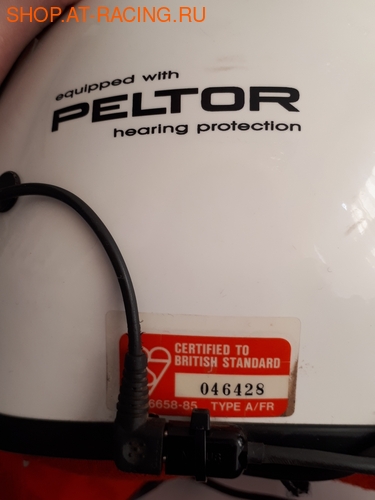 SHOP.AT-RACING.RU
equipped with
PELTOR
hearing protection
CERTIFIED TO
BRITISH STANDARD
046428
6658-85 TYPE A/FR